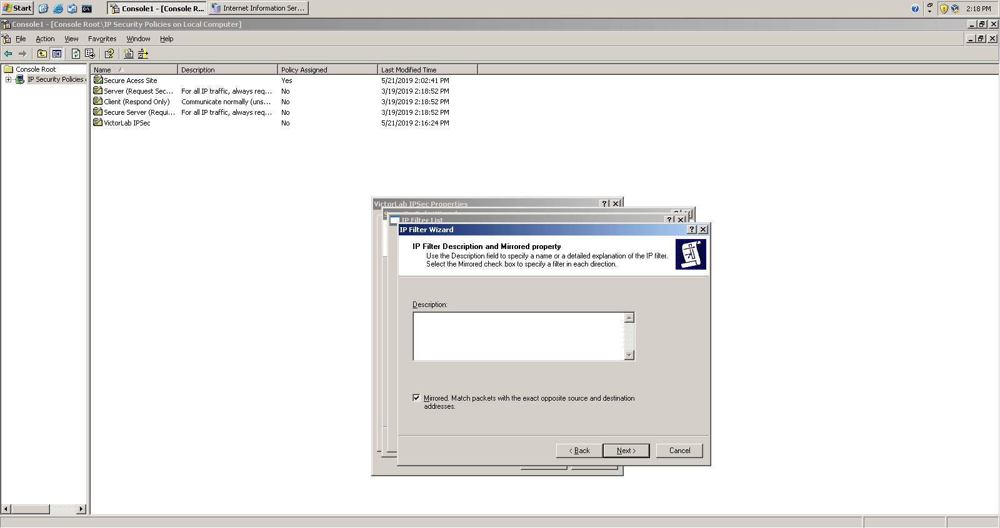 Start
Console1 - [Console R...
Internet Information Ser...
2:18 PM
Console1 - [Console Root\IP Security Policies on Local Computer]
File Action View Favorites Window Help
Console Root
IP Security Policies
Name Description Policy Assigned Last Modified Time
Secure Acess Site Yes 5/21/2019 2:02:41 PM
Server (Request Sec... For all IP traffic, always req... No 3/19/2019 2:18:52 PM
Client (Respond Only) Communicate normally (uns... No 3/19/2019 2:18:52 PM
Secure Server (Requi... For all IP traffic, always req... No 3/19/2019 2:18:52 PM
VictorLab IPSec No 5/21/2019 2:16:24 PM
VictorLab IPSec Properties
IP Filter List
IP Filter Wizard
IP Filter Description and Mirrored property
Use the Description field to specify a name or a detailed explanation of the IP filter.
Select the Mirrored check box to specify a filter in each direction.
Description:
Mirrored. Match packets with the exact opposite source and destination
addresses.
< Back Next > Cancel